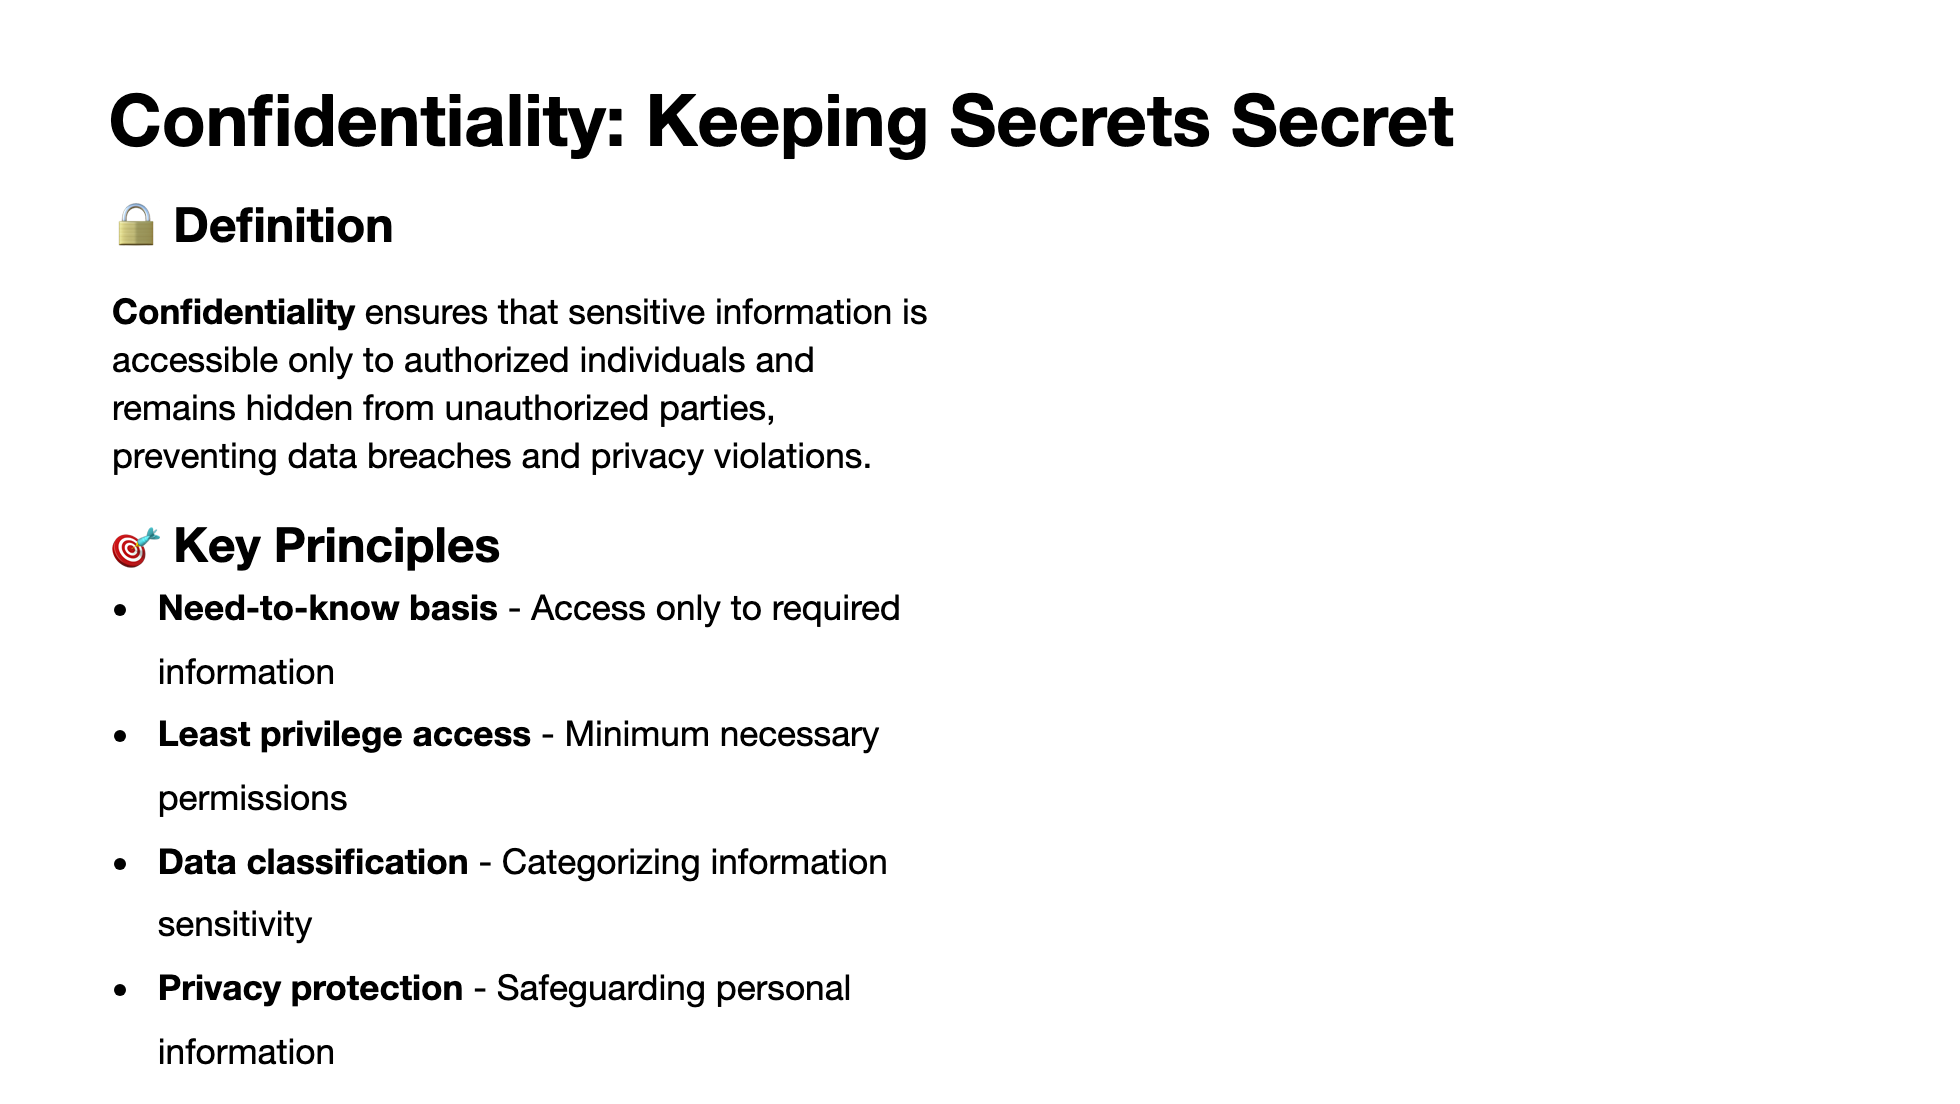 Confidentiality: Keeping Secrets Secret
🔒 Definition
Confidentiality ensures that sensitive information is
accessible only to authorized individuals and
remains hidden from unauthorized parties,
preventing data breaches and privacy violations.
🎯 Key Principles
• Need-to-know basis - Access only to required
information
• Least privilege access - Minimum necessary
permissions
• Data classification - Categorizing information
sensitivity
• Privacy protection - Safeguarding personal
information